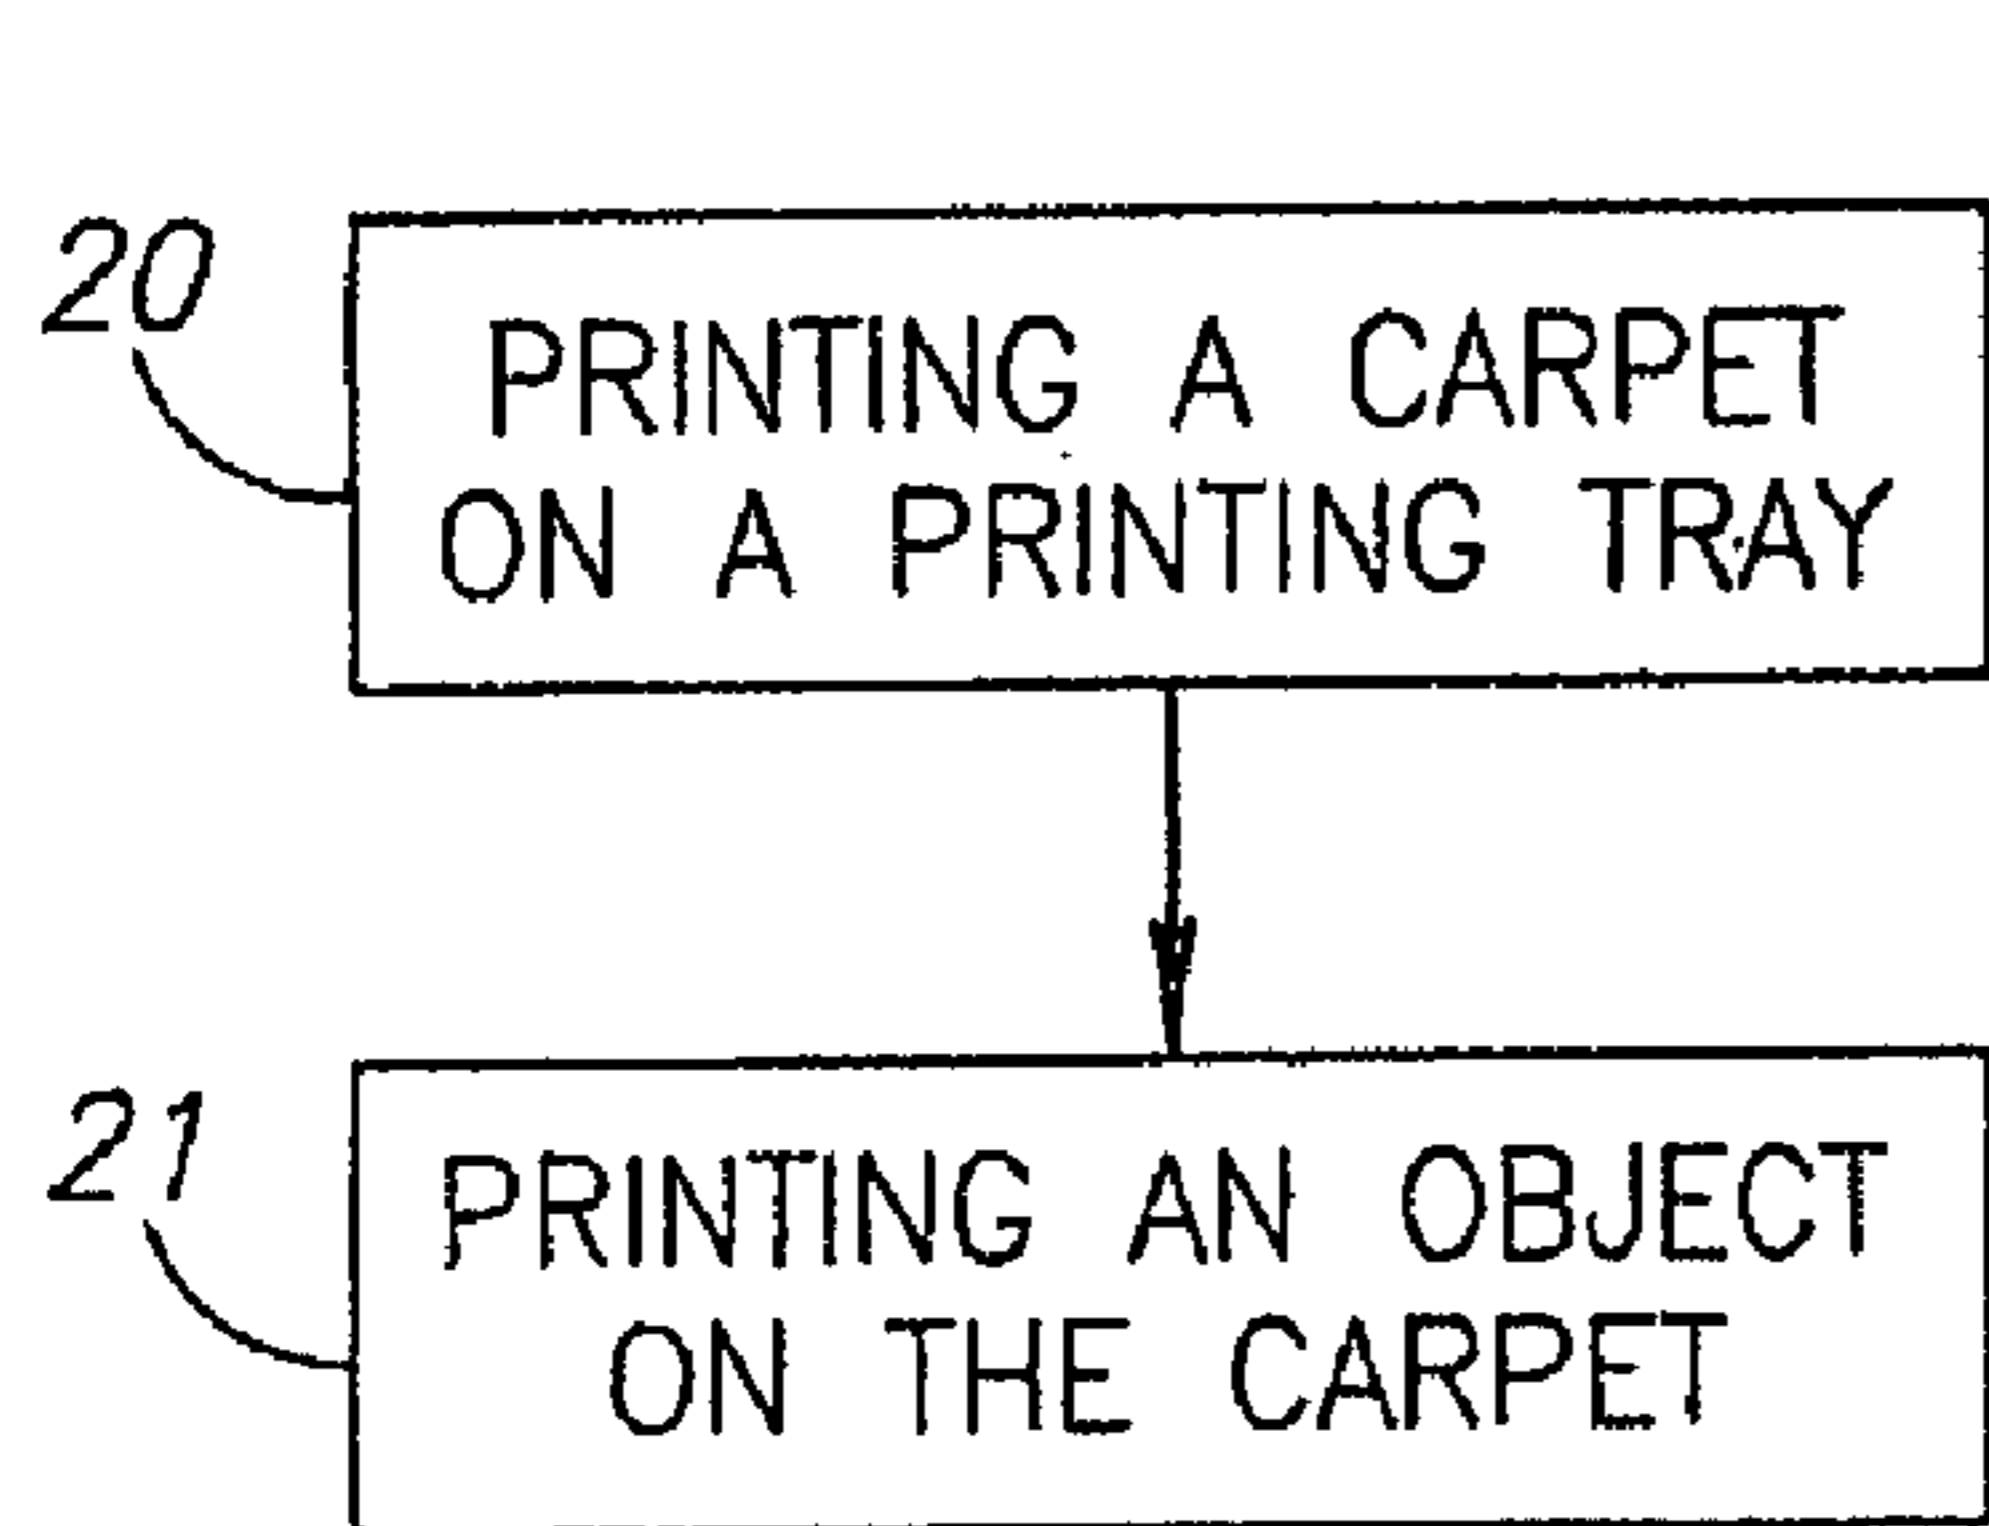 20
PRINTING A CARPET
ON A PRINTING TRAY
21
PRINTING AN OBJECT
ON THE CARPET